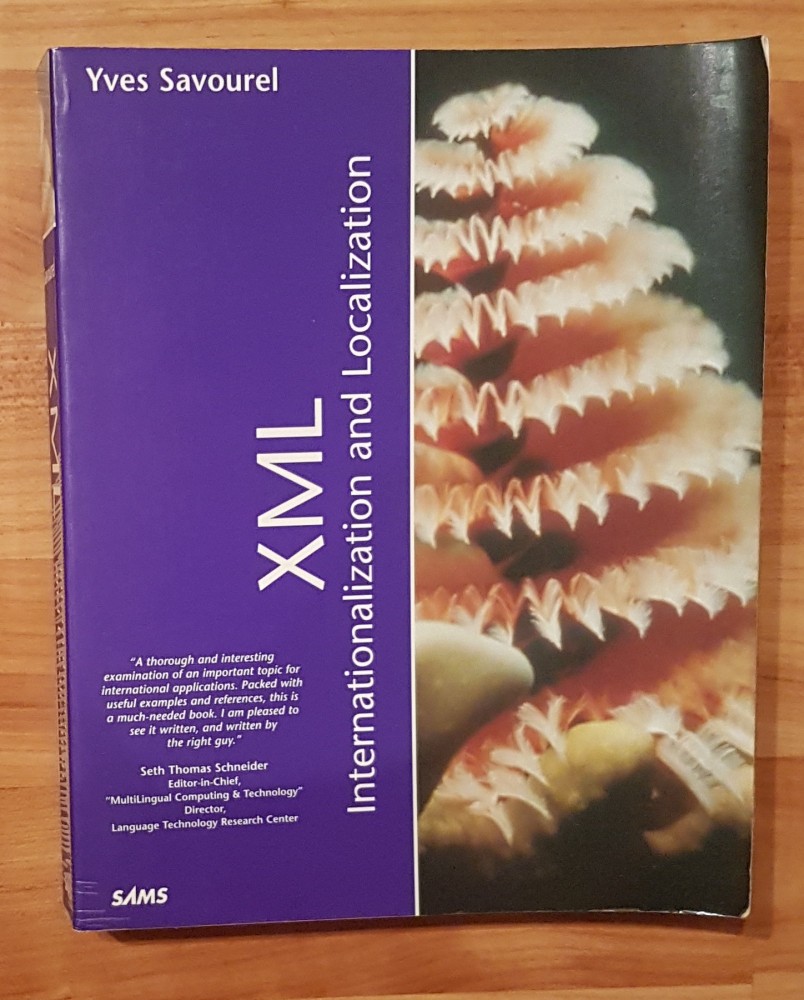 Yves Savourel
XML
Internationalization and Localization
"A thorough and interesting
examination of an important topic for
international applications. Packed with
useful examples and references, this is
a much-needed book. I am pleased to
see it written, and written by
the right guy."
Seth Thomas Schneider
Editor-in-Chief,
"MultiLingual Computing & Technology"
Director,
Language Technology Research Center
SAMS
XML